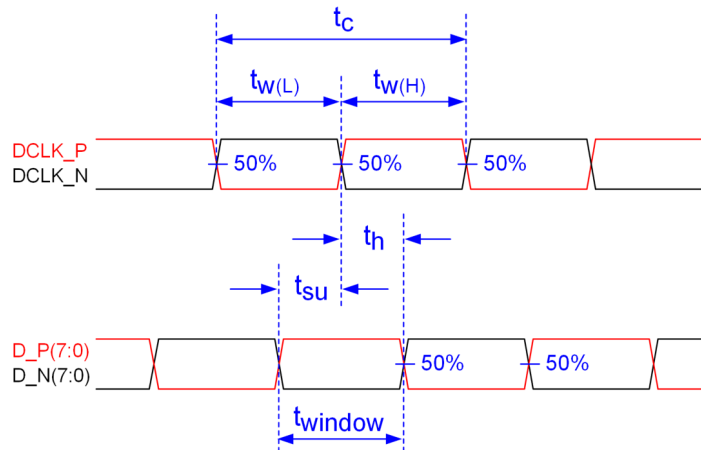 tc
tw(L)
tw(H)
DCLK_P
DCLK_N
50%
50%
50%
th
tsu
D_P(7:0)
D_N(7:0)
50%
50%
twindow